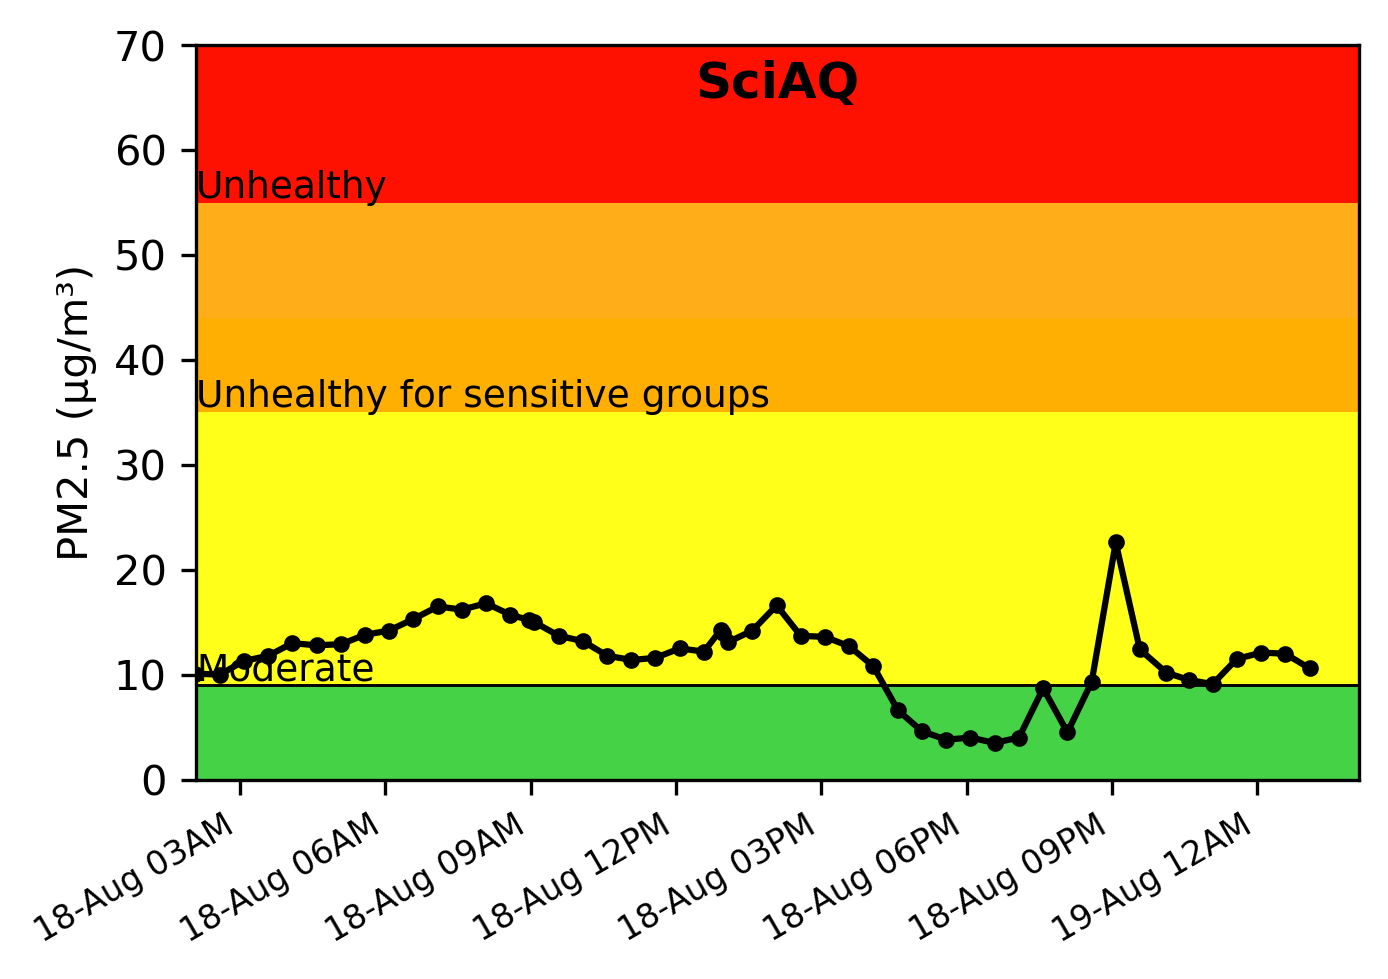 SciAQ
70
60
50
40
30
20
10
0
PM2.5 (µg/m³)
Unhealthy
Unhealthy for sensitive groups
Moderate
18-Aug 03AM
18-Aug 06AM
18-Aug 09AM
18-Aug 12PM
18-Aug 03PM
18-Aug 06PM
18-Aug 09PM
19-Aug 12AM